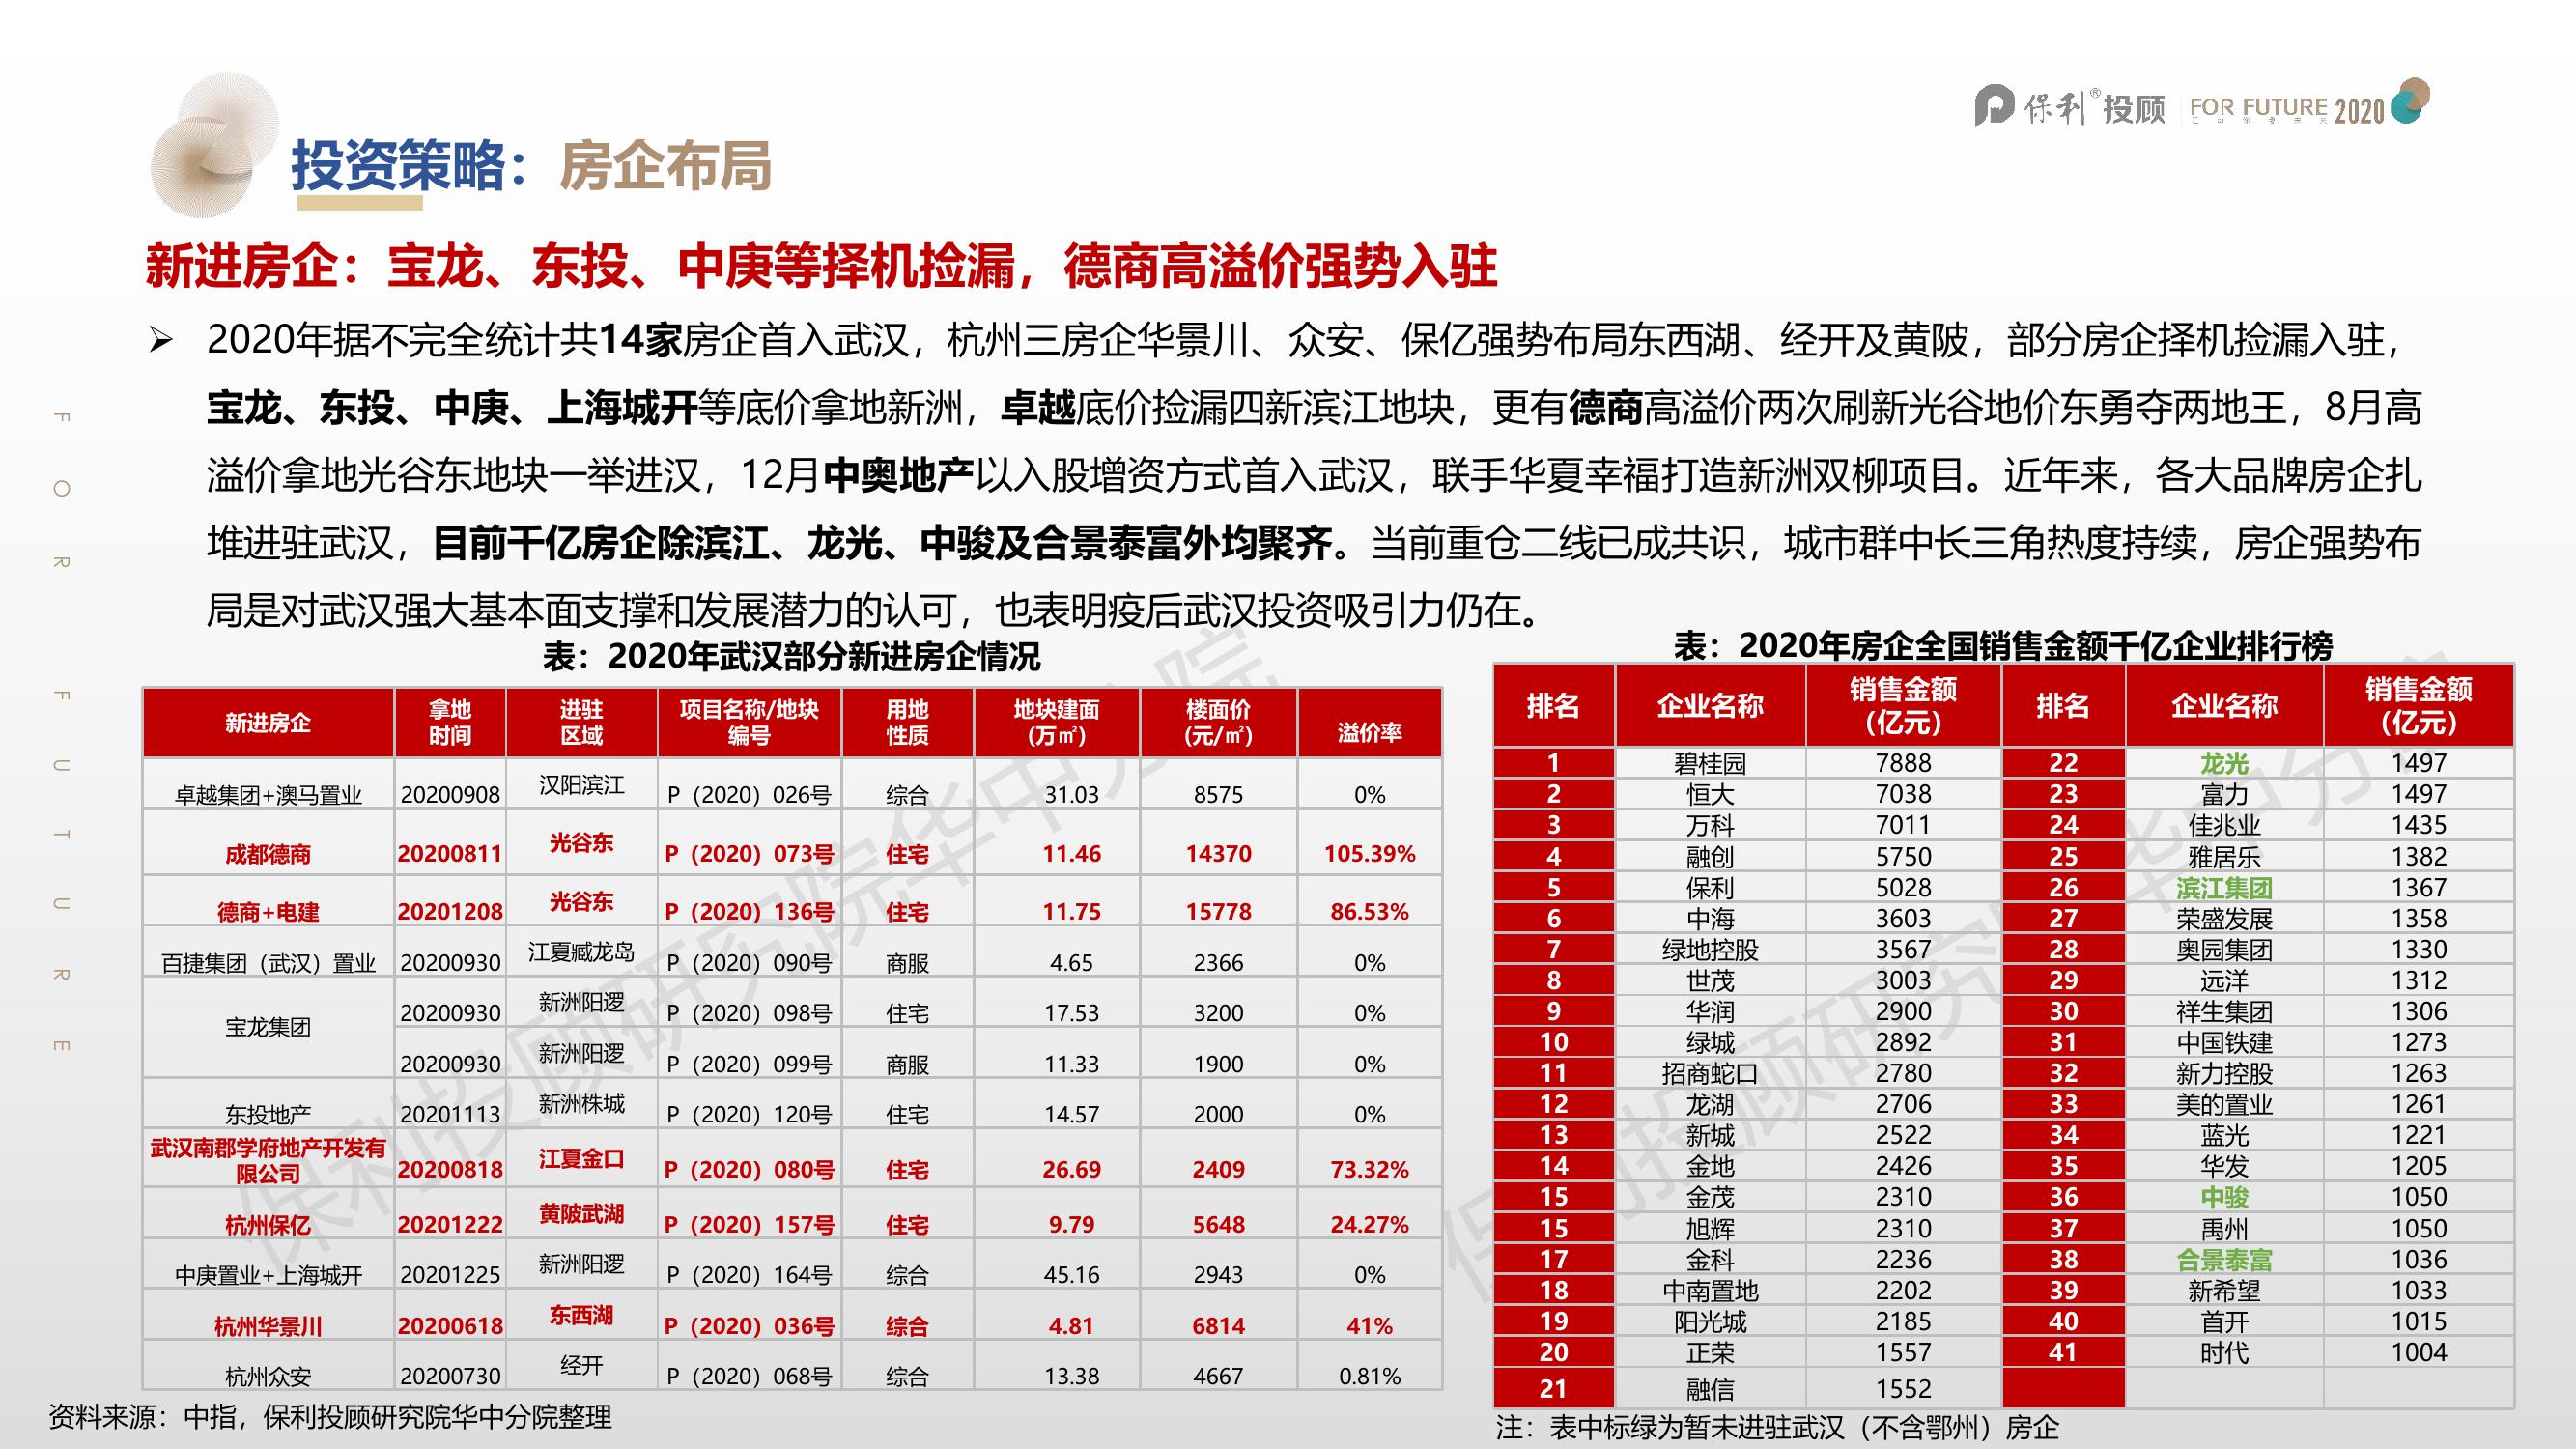 保利®投顾 FOR FUTURE 2020
投资策略：房企布局
新进房企：宝龙、东投、中庚等择机捡漏，德商高溢价强势入驻
➢ 2020年据不完全统计共14家房企首入武汉，杭州三房企华景川、众安、保亿强势布局东西湖、经开及黄陂，部分房企择机捡漏入驻，
宝龙、东投、中庚、上海城开等底价拿地新洲，卓越底价捡漏四新滨江地块，更有德商高溢价两次刷新光谷地价东勇夺两地王，8月高
溢价拿地光谷东地块一举进汉，12月中奥地产以入股增资方式首入武汉，联手华夏幸福打造新洲双柳项目。近年来，各大品牌房企扎
堆进驻武汉，目前千亿房企除滨江、龙光、中骏及合景泰富外均聚齐。当前重仓二线已成共识，城市群中长三角热度持续，房企强势布
局是对武汉强大基本面支撑和发展潜力的认可，也表明疫后武汉投资吸引力仍在。
FOR FUTURE
表：2020年武汉部分新进房企情况
新进房企 拿地时间 进驻区域 项目名称/地块编号 用地性质 地块建面(万㎡) 楼面价(元/㎡) 溢价率
卓越集团+澳马置业 20200908 汉阳滨江 P（2020）026号 综合 31.03 8575 0%
成都德商 20200811 光谷东 P（2020）073号 住宅 11.46 14370 105.39%
德商+电建 20201208 光谷东 P（2020）136号 住宅 11.75 15778 86.53%
百捷集团（武汉）置业 20200930 江夏臧龙岛 P（2020）090号 商服 4.65 2366 0%
宝龙集团 20200930 新洲阳逻 P（2020）098号 住宅 17.53 3200 0%
20200930 新洲阳逻 P（2020）099号 商服 11.33 1900 0%
东投地产 20201113 新洲株城 P（2020）120号 住宅 14.57 2000 0%
武汉南郡学府地产开发有限公司 20200818 江夏金口 P（2020）080号 住宅 26.69 2409 73.32%
杭州保亿 20201222 黄陂武湖 P（2020）157号 住宅 9.79 5648 24.27%
中庚置业+上海城开 20201225 新洲阳逻 P（2020）164号 综合 45.16 2943 0%
杭州华景川 20200618 东西湖 P（2020）036号 综合 4.81 6814 41%
杭州众安 20200730 经开 P（2020）068号 综合 13.38 4667 0.81%
资料来源：中指，保利投顾研究院华中分院整理
表：2020年房企全国销售金额千亿企业排行榜
排名 企业名称 销售金额（亿元） 排名 企业名称 销售金额（亿元）
1 碧桂园 7888 22 龙光 1497
2 恒大 7038 23 富力 1497
3 万科 7011 24 佳兆业 1435
4 融创 5750 25 雅居乐 1382
5 保利 5028 26 滨江集团 1367
6 中海 3603 27 荣盛发展 1358
7 绿地控股 3567 28 奥园集团 1330
8 世茂 3003 29 远洋 1312
9 华润 2900 30 祥生集团 1306
10 绿城 2892 31 中国铁建 1273
11 招商蛇口 2780 32 新力控股 1263
12 龙湖 2706 33 美的置业 1261
13 新城 2522 34 蓝光 1221
14 金地 2426 35 华发 1205
15 金茂 2310 36 中骏 1050
15 旭辉 2310 37 禹州 1050
17 金科 2236 38 合景泰富 1036
18 中南置地 2202 39 新希望 1033
19 阳光城 2185 40 首开 1015
20 正荣 1557 41 时代 1004
21 融信 1552
注：表中标绿为暂未进驻武汉（不含鄂州）房企
保利投顾研究院华中分院